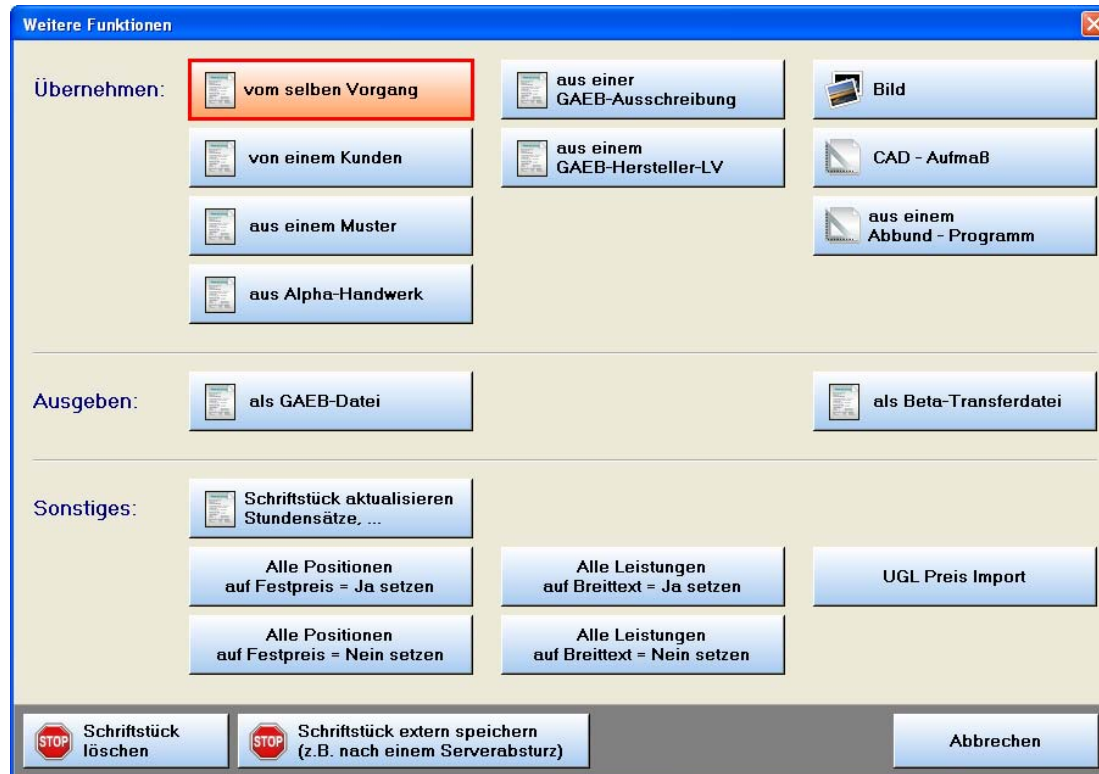 Weitere Funktionen
Übernehmen:
vom selben Vorgang
aus einer
GAEB-Ausschreibung
Bild
von einem Kunden
aus einem
GAEB-Hersteller-LV
CAD - Aufmaß
aus einem Muster
aus einem
Abbund - Programm
aus Alpha-Handwerk
Ausgeben:
als GAEB-Datei
als Beta-Transferdatei
Sonstiges:
Schriftstück aktualisieren
Stundensätze, ...
Alle Positionen
auf Festpreis = Ja setzen
Alle Leistungen
auf Breittext = Ja setzen
UGL Preis Import
Alle Positionen
auf Festpreis = Nein setzen
Alle Leistungen
auf Breittext = Nein setzen
STOP
Schriftstück
löschen
STOP
Schriftstück extern speichern
(z.B. nach einem Serverabsturz)
Abbrechen